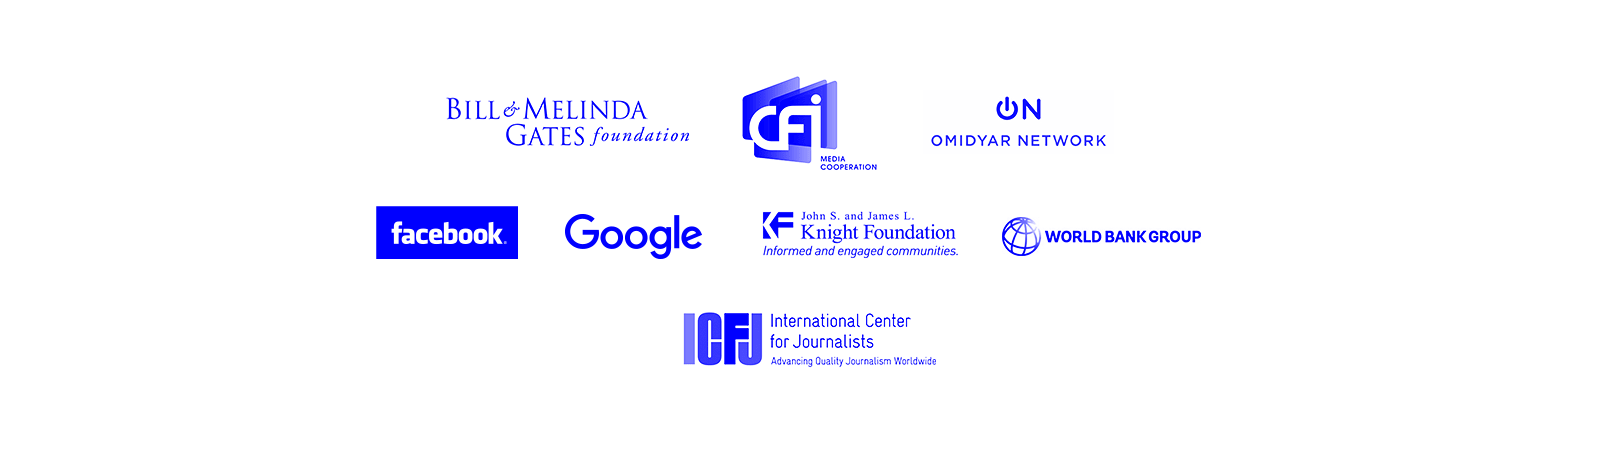 BILL & MELINDA
GATES foundation
CFI
MEDIA
COOPERATION
ON
OMIDYAR NETWORK
facebook.
Google
KF
John S. and James L.
Knight Foundation
Informed and engaged communities.
WORLD BANK GROUP
ICFJ
International Center
for Journalists
Advancing Quality Journalism Worldwide